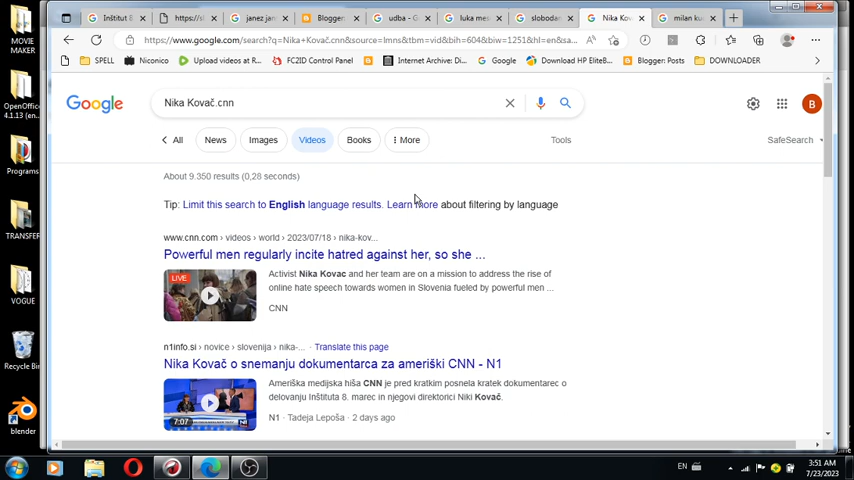 MOVIE
MAKER
OpenOffic...
4.1.13 (en...
Programs
TRANSFER
VOGUE
Recycle Bin
blender
Inštitut 8
https://sl
janez jan
Blogger
udba - G
luka mes
slobodan
Nika Kov
milan ku
https://www.google.com/search?q=Nika+Kovač.cnn&source=lmns&tbm=vid&bih=604&biw=1251&hl=en&sa...
SPELL
Niconico
Upload videos at R...
FC2ID Control Panel
Internet Archive: Di...
Google
Download HP EliteB...
Blogger: Posts
DOWNLOADER
Google
Nika Kovač.cnn
B
All
News
Images
Videos
Books
More
Tools
SafeSearch
About 9.350 results (0,28 seconds)
Tip: Limit this search to English language results. Learn more about filtering by language
www.cnn.com › videos › world › 2023/07/18 › nika-kov...
Powerful men regularly incite hatred against her, so she ...
LIVE
Activist Nika Kovac and her team are on a mission to address the rise of
online hate speech towards women in Slovenia fueled by powerful men ...
CNN
n1info.si › novice › slovenija › nika-... · Translate this page
Nika Kovač o snemanju dokumentarca za ameriški CNN - N1
Ameriška medijska hiša CNN je pred kratkim posnela kratek dokumentarec o
delovanju Inštituta 8. marec in njegovi direktorici Niki Kovač.
7:07
N1 · Tadeja Lepoša · 2 days ago
EN
3:51 AM
7/23/2023